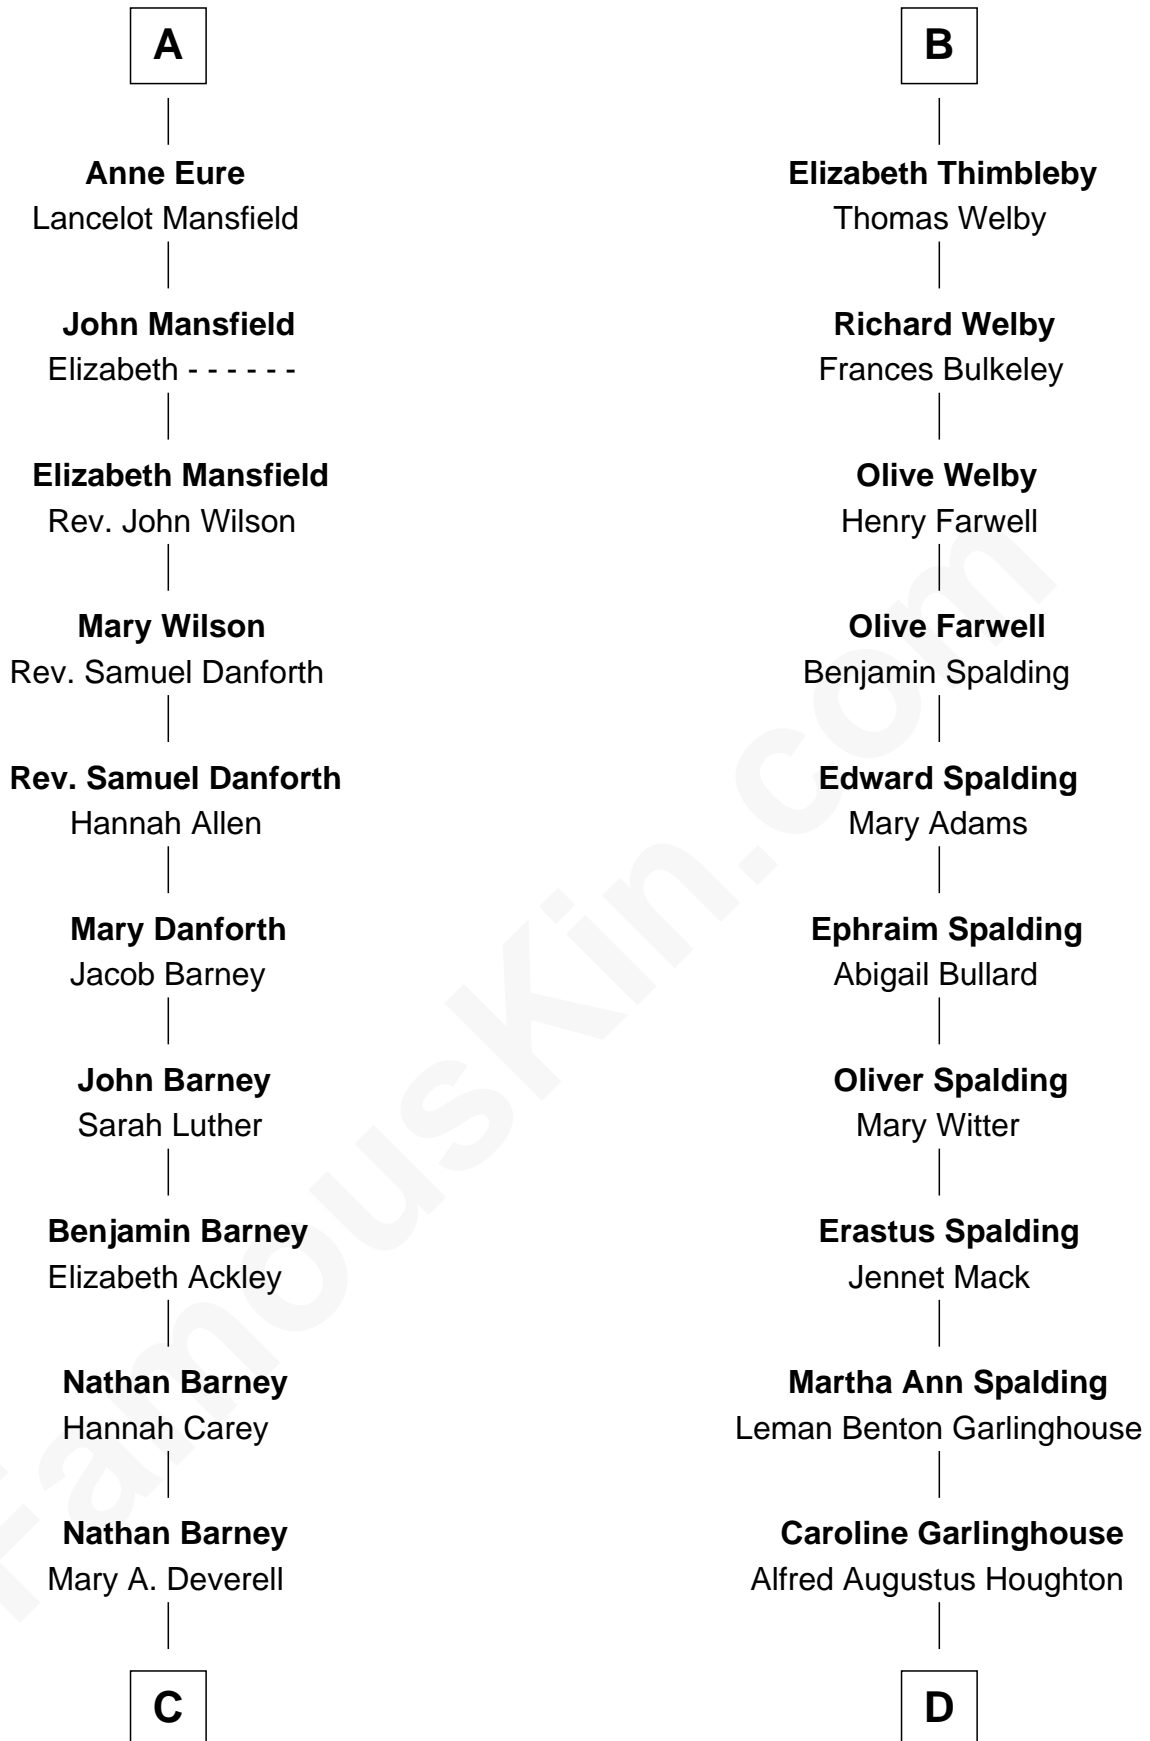 A
Anne Eure
Lancelot Mansfield
John Mansfield
Elizabeth - - - - - -
Elizabeth Mansfield
Rev. John Wilson
Mary Wilson
Rev. Samuel Danforth
Rev. Samuel Danforth
Hannah Allen
Mary Danforth
Jacob Barney
John Barney
Sarah Luther
Benjamin Barney
Elizabeth Ackley
Nathan Barney
Hannah Carey
Nathan Barney
Mary A. Deverell
C
B
Elizabeth Thimbleby
Thomas Welby
Richard Welby
Frances Bulkeley
Olive Welby
Henry Farwell
Olive Farwell
Benjamin Spalding
Edward Spalding
Mary Adams
Ephraim Spalding
Abigail Bullard
Oliver Spalding
Mary Witter
Erastus Spalding
Jennet Mack
Martha Ann Spalding
Leman Benton Garlinghouse
Caroline Garlinghouse
Alfred Augustus Houghton
D
FamousKin.com